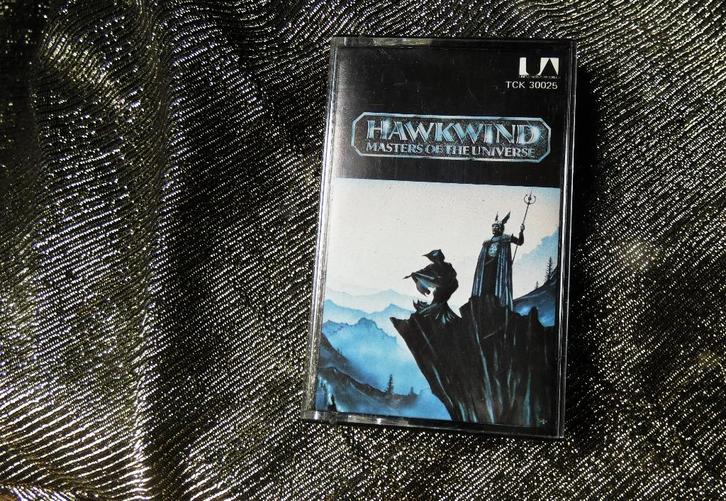 UA
TCK 30025
HAWKWIND
MASTERS OF THE UNIVERSE